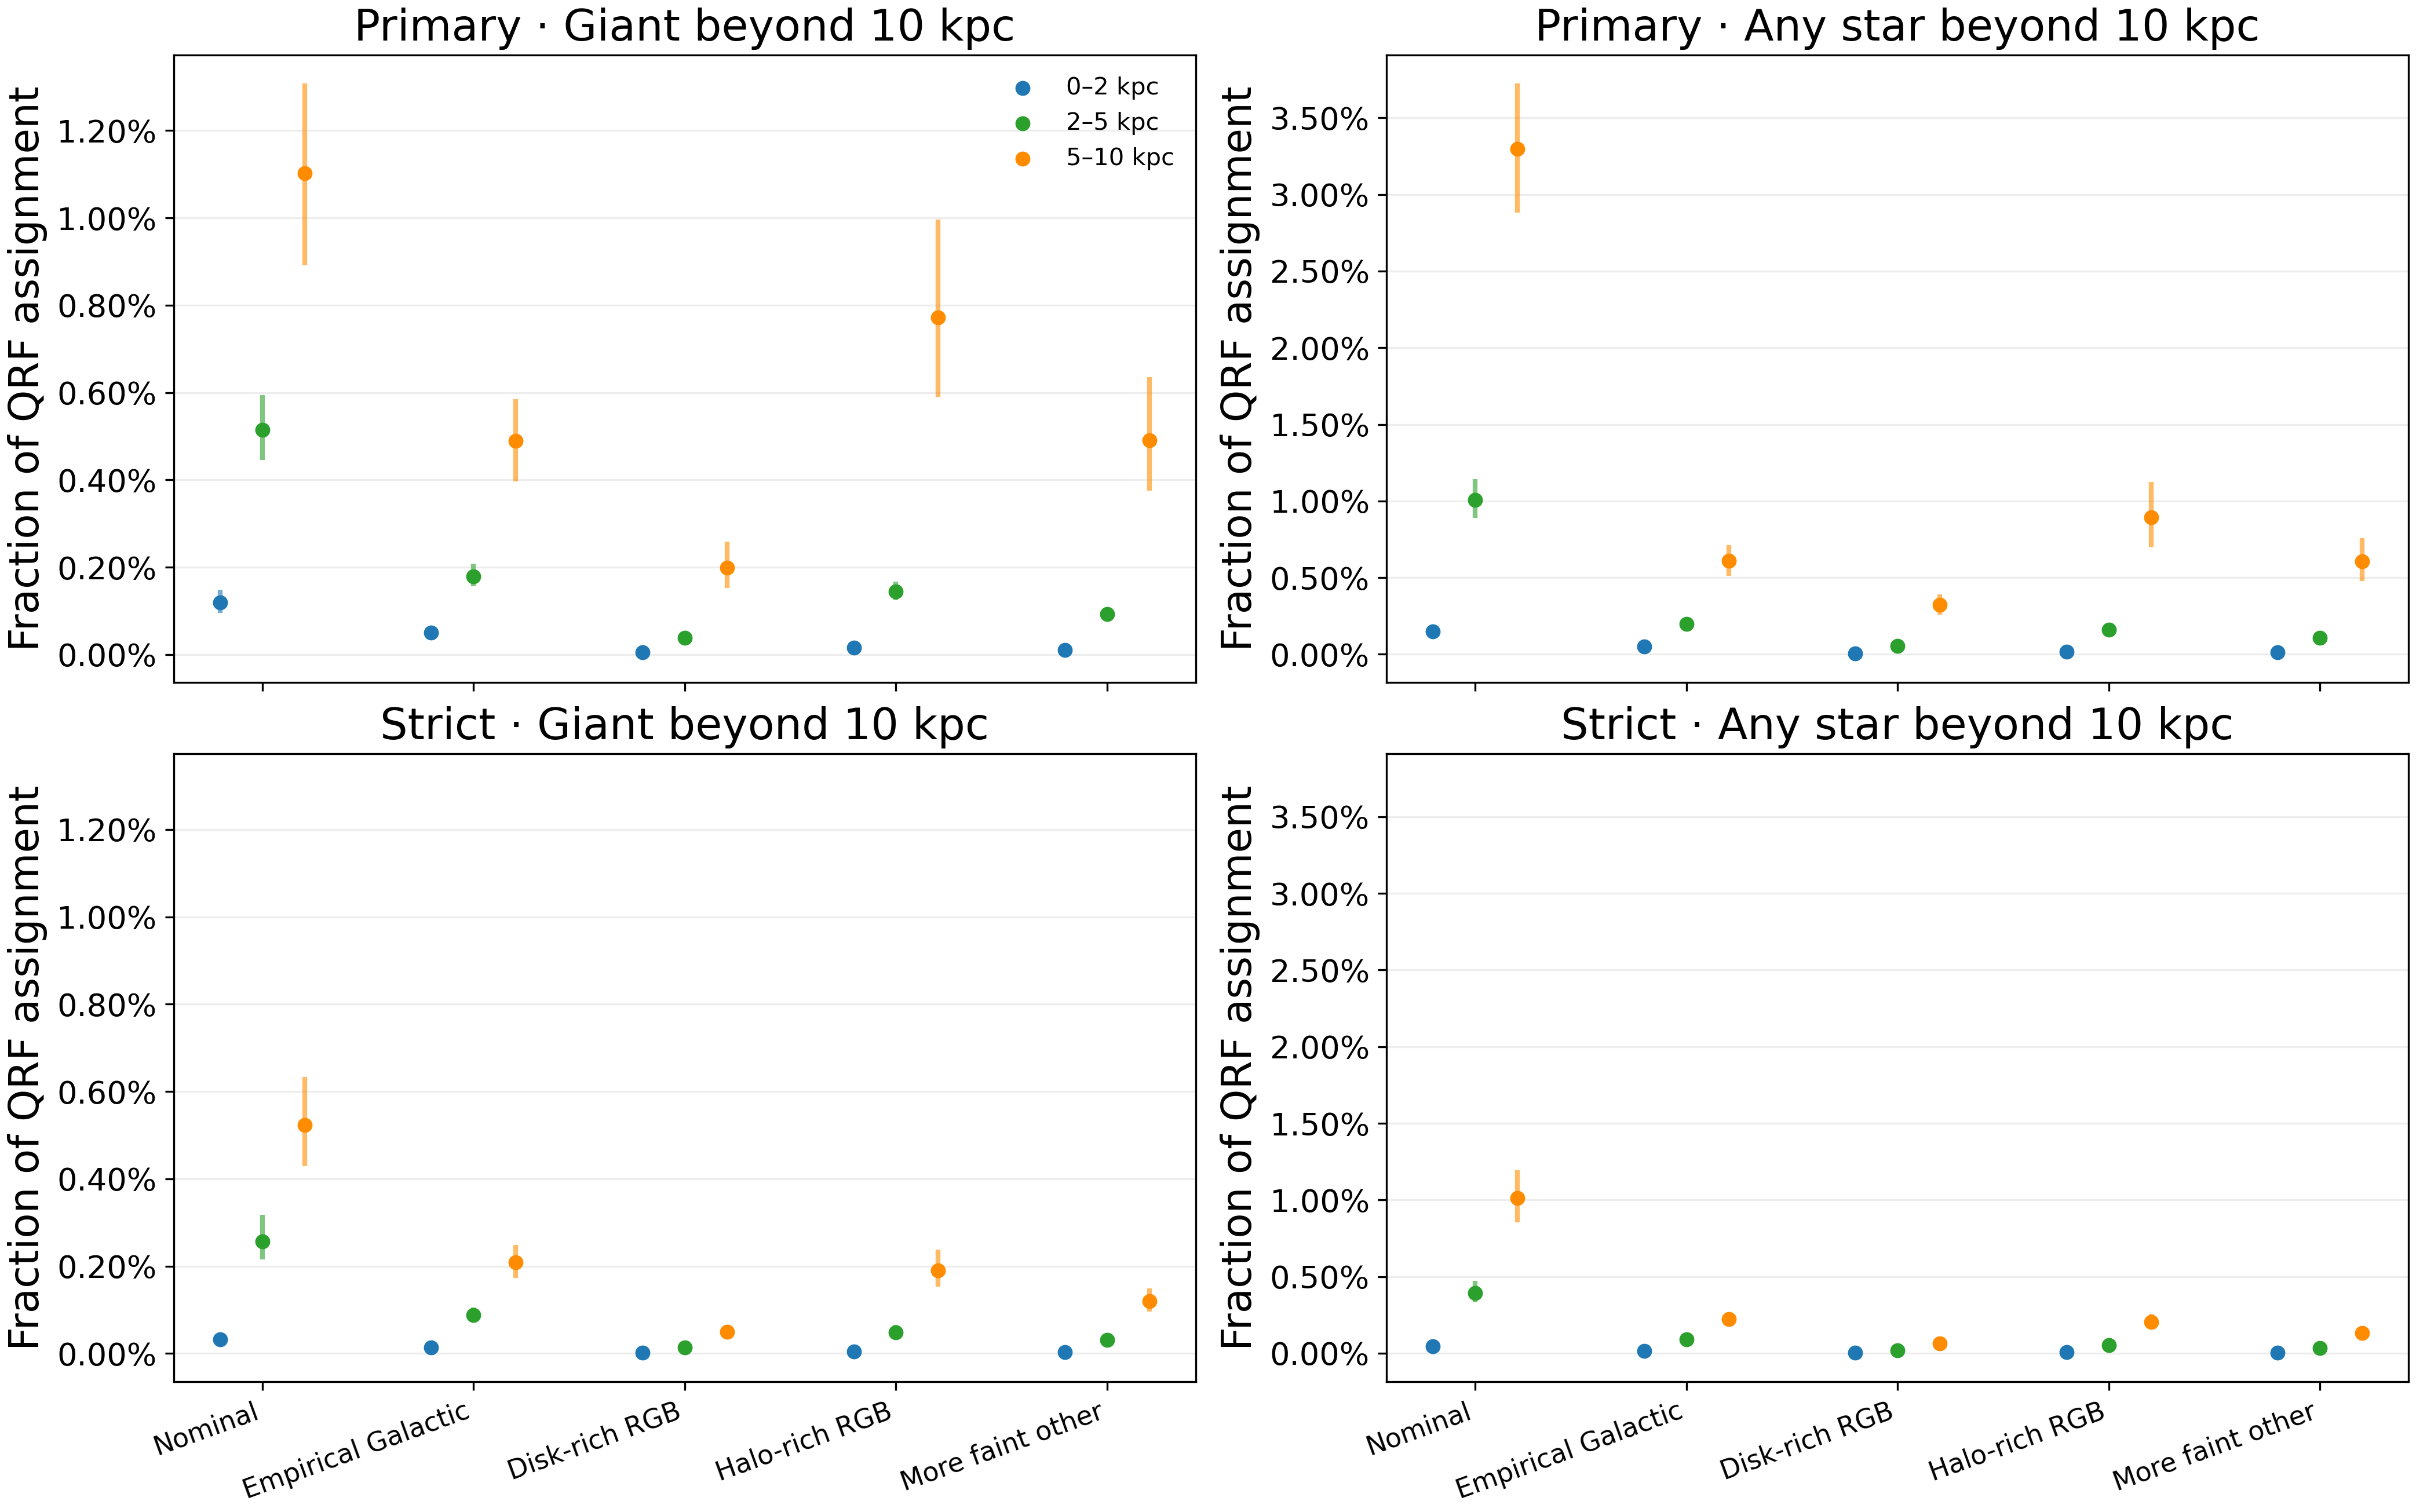 Primary · Giant beyond 10 kpc
Fraction of QRF assignment
1.20%
1.00%
0.80%
0.60%
0.40%
0.20%
0.00%
0–2 kpc
2–5 kpc
5–10 kpc
Primary · Any star beyond 10 kpc
Fraction of QRF assignment
3.50%
3.00%
2.50%
2.00%
1.50%
1.00%
0.50%
0.00%
Strict · Giant beyond 10 kpc
Fraction of QRF assignment
1.20%
1.00%
0.80%
0.60%
0.40%
0.20%
0.00%
Nominal
Empirical Galactic
Disk-rich RGB
Halo-rich RGB
More faint other
Strict · Any star beyond 10 kpc
Fraction of QRF assignment
3.50%
3.00%
2.50%
2.00%
1.50%
1.00%
0.50%
0.00%
Nominal
Empirical Galactic
Disk-rich RGB
Halo-rich RGB
More faint other